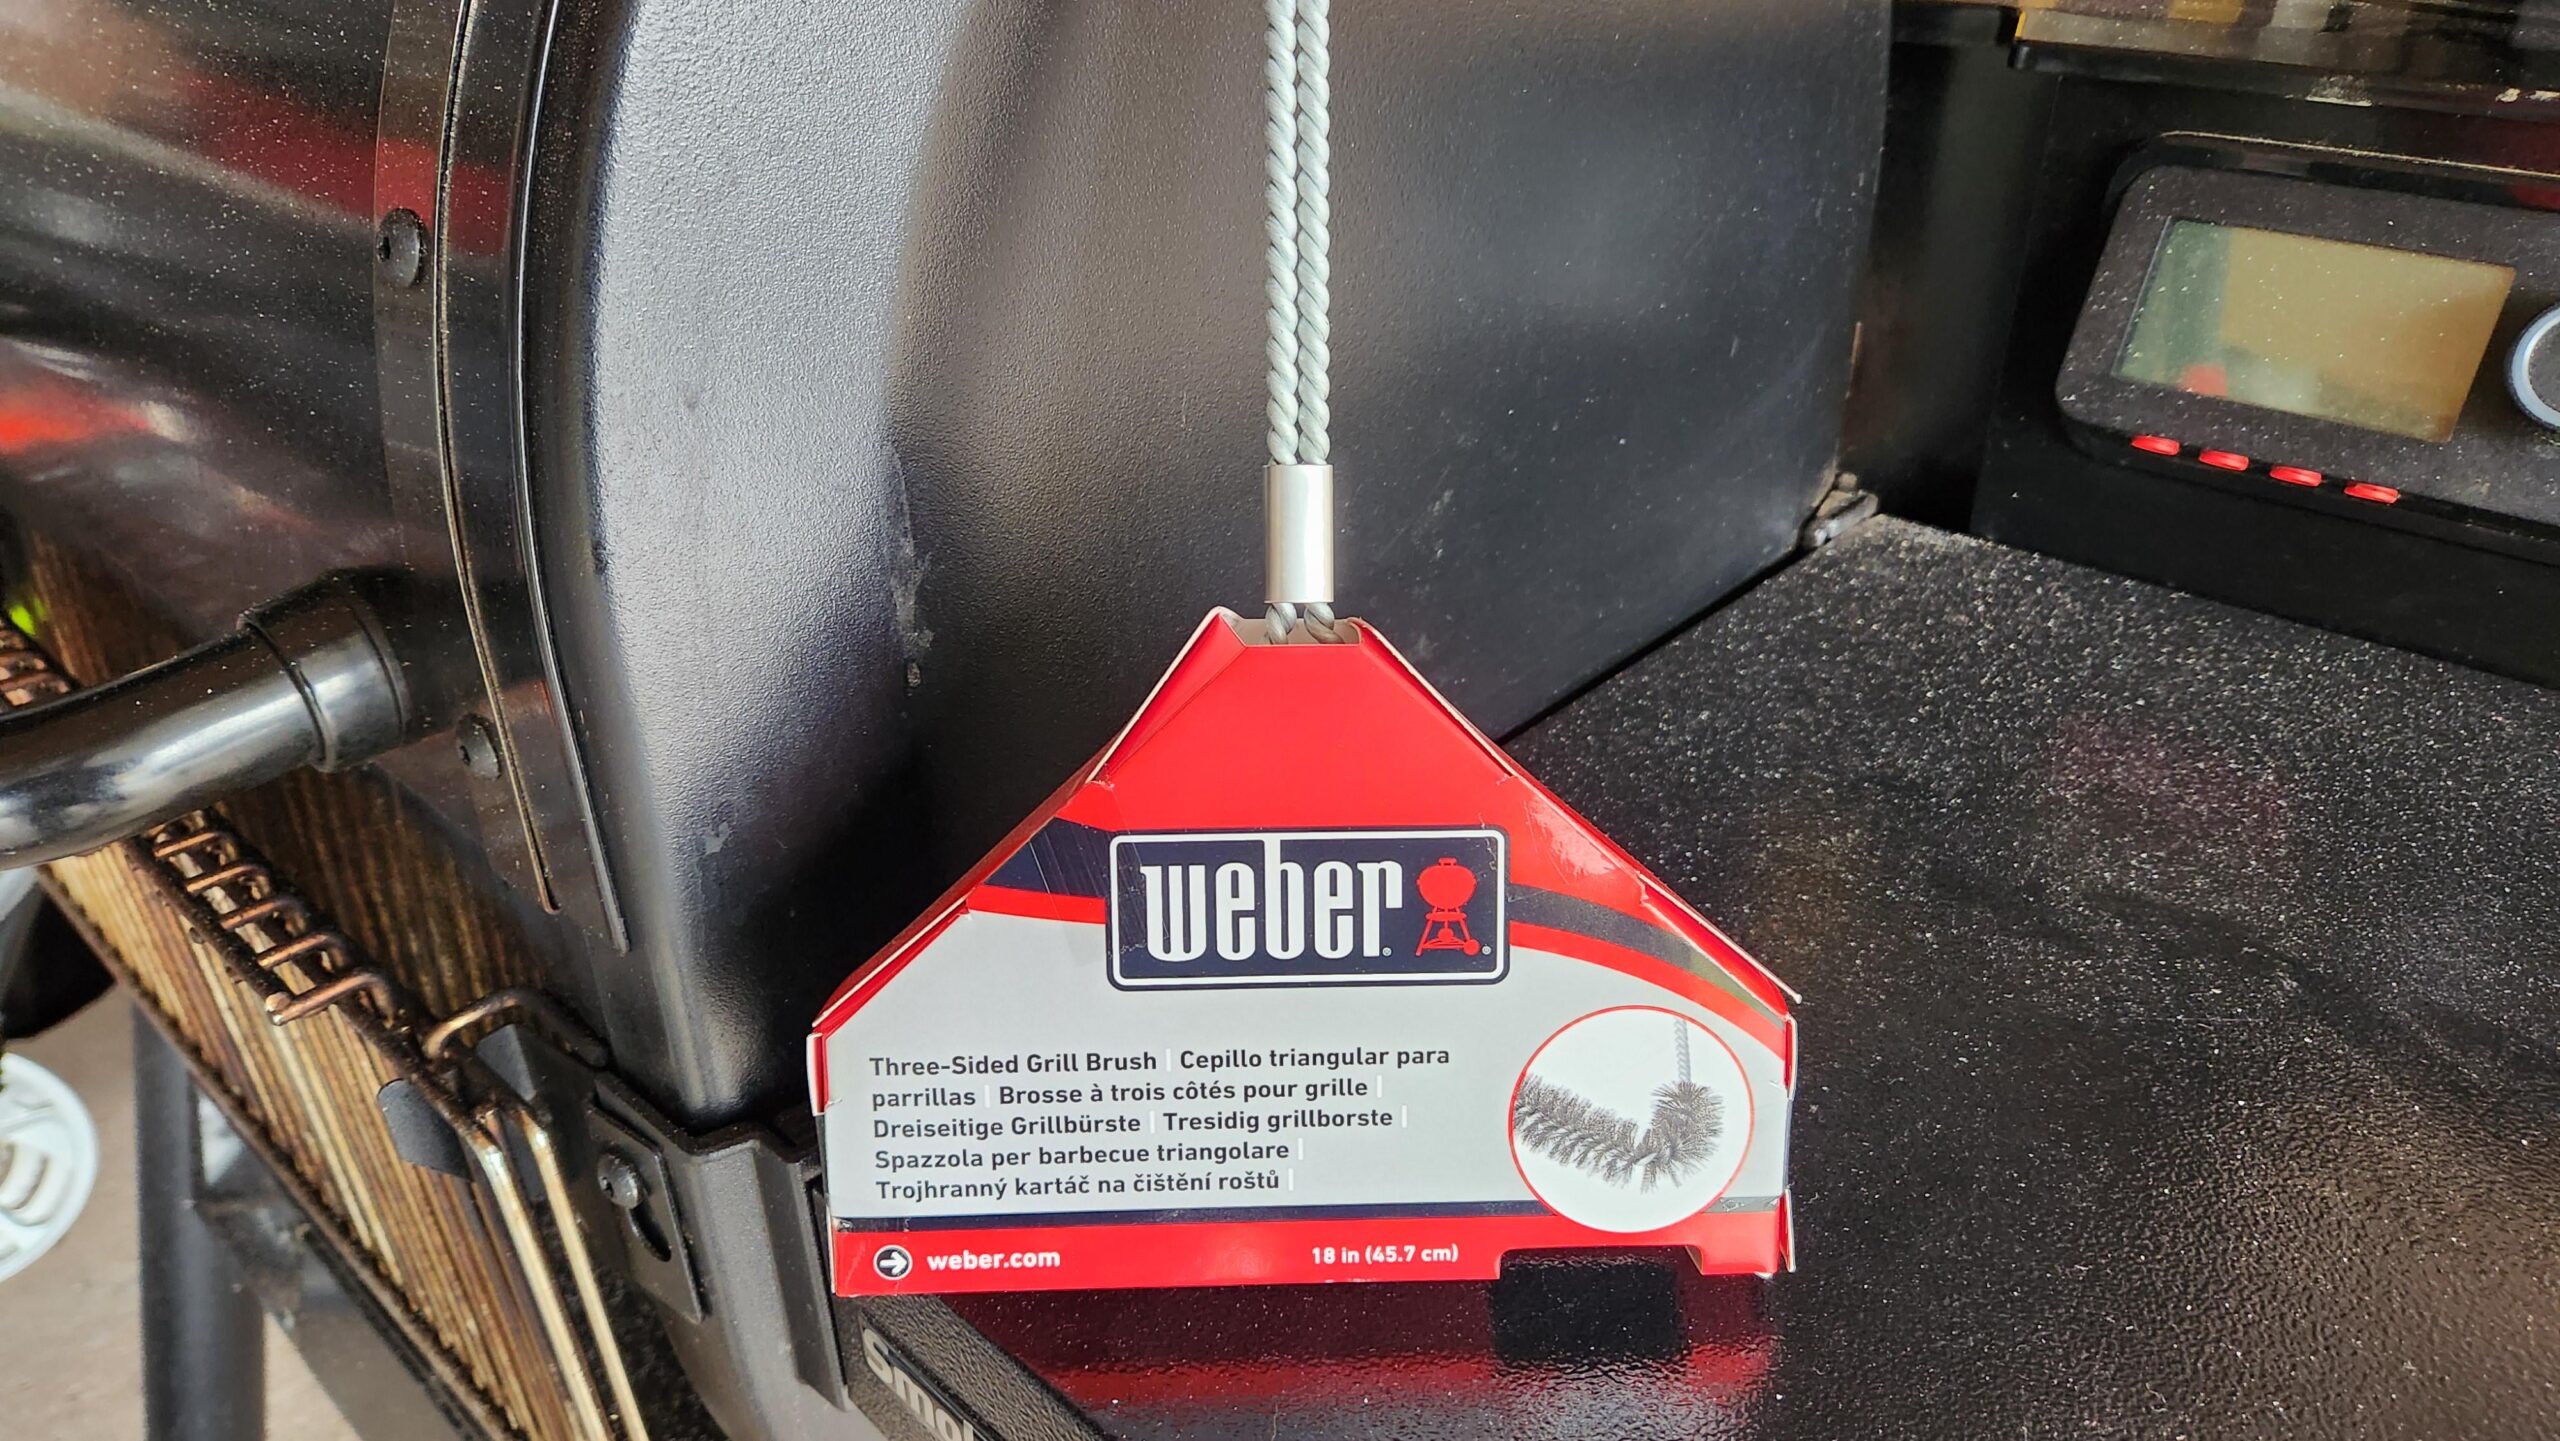 weber
Three-Sided Grill Brush | Cepillo triangular para
parrillas | Brosse à trois côtés pour grille |
Dreiseitige Grillbürste | Tresidig grillborste |
Spazzola per barbecue triangolare |
Trojhranný kartáč na čištění roštů |
weber.com
18 in (45.7 cm)